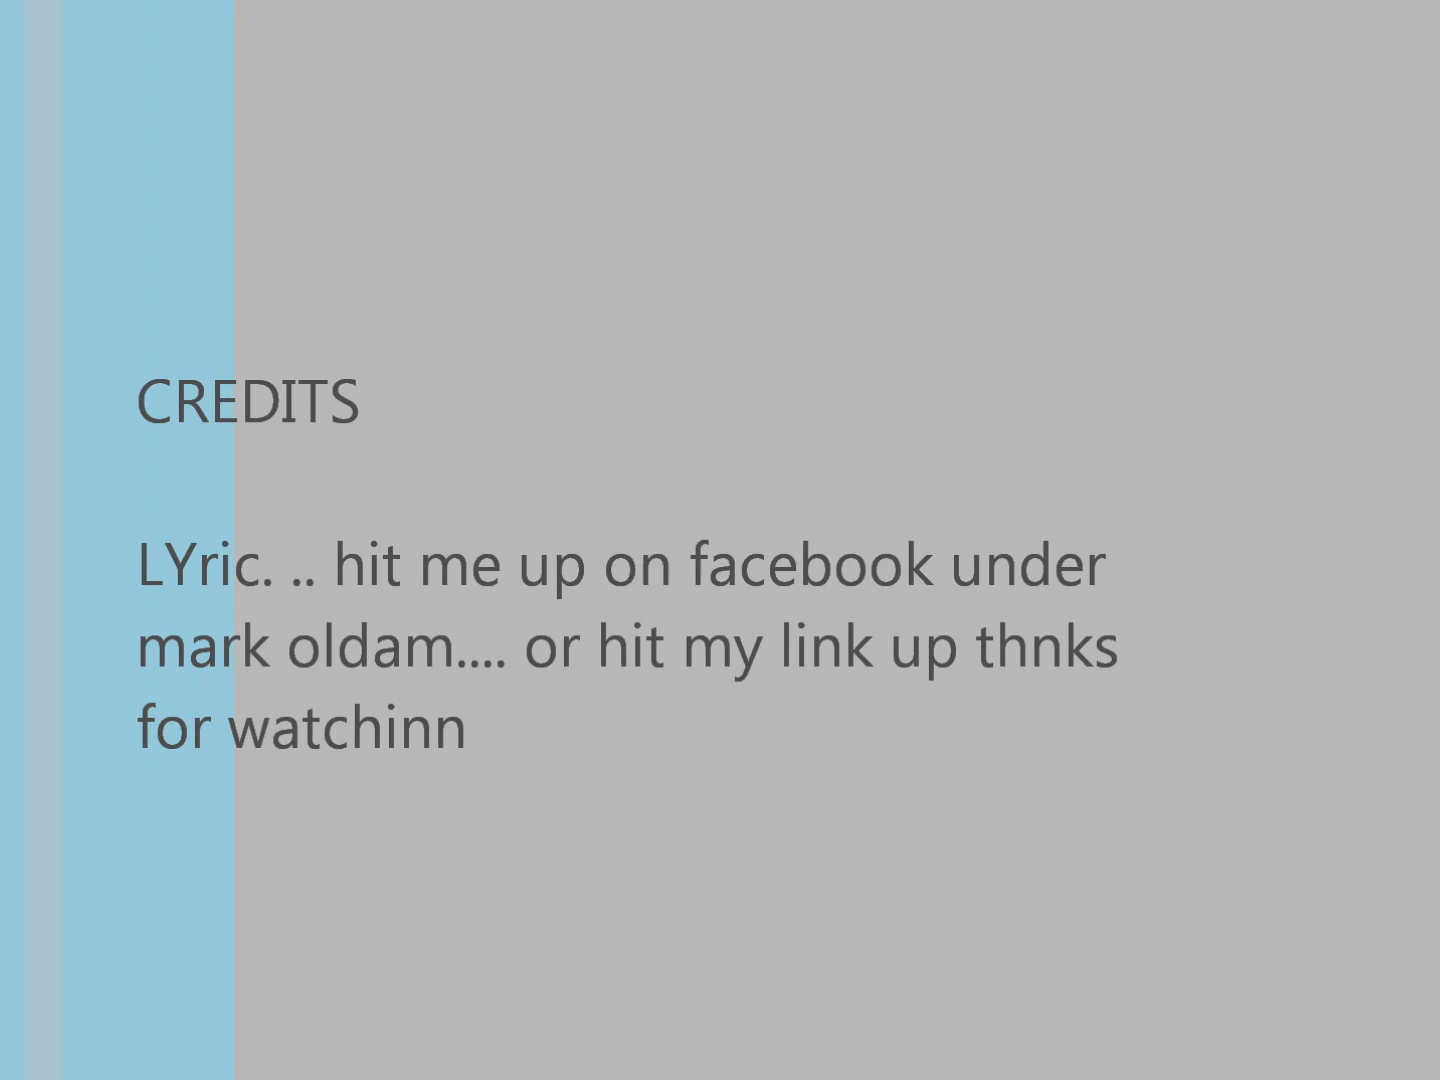 CREDITS
LYric. .. hit me up on facebook under
mark oldam.... or hit my link up thnks
for watchinn